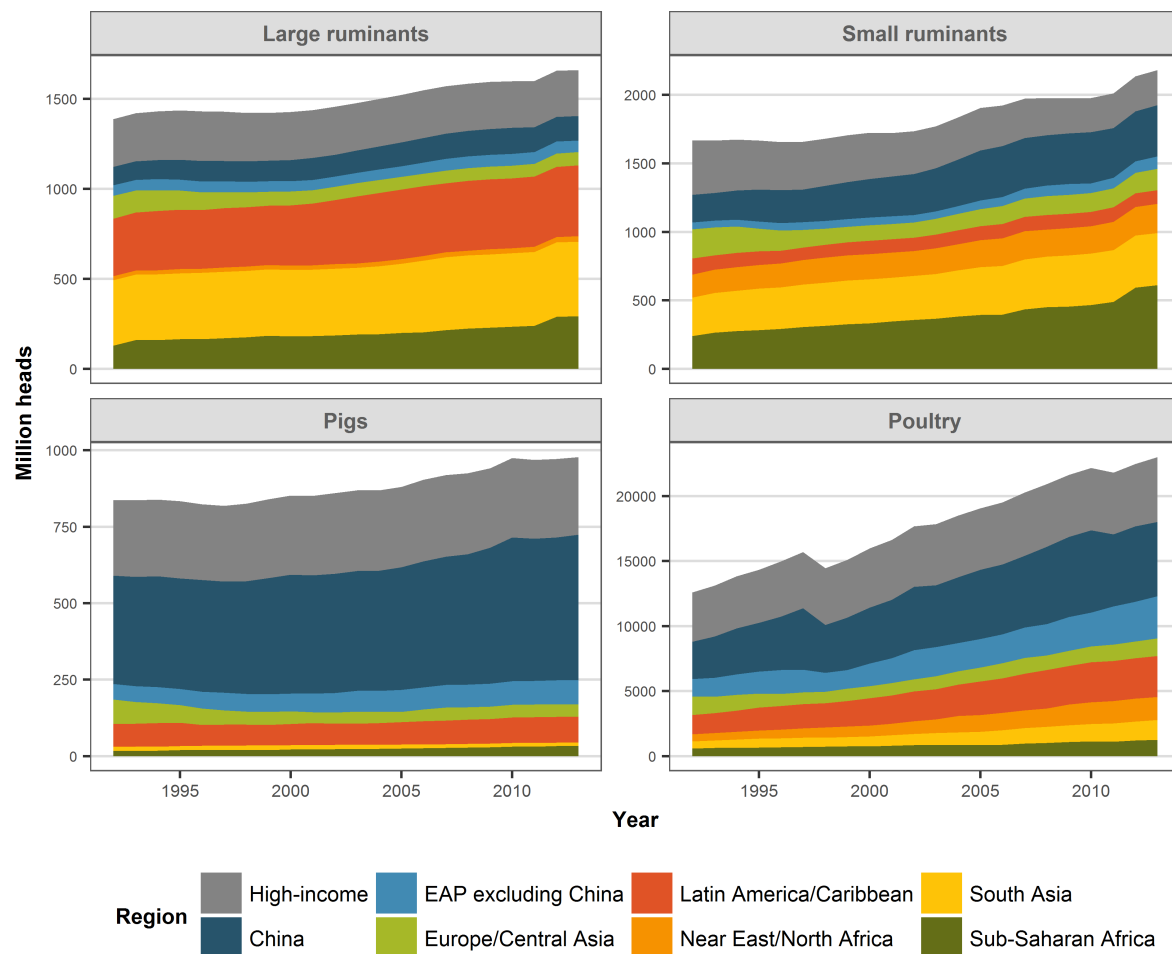 Large ruminants
Small ruminants
1500
1000
500
0
2000
1500
1000
500
0
Million heads
Pigs
Poultry
1000
750
500
250
0
20000
15000
10000
5000
0
1995 2000 2005 2010
1995 2000 2005 2010
Year
Region
High-income EAP excluding China Latin America/Caribbean South Asia
China Europe/Central Asia Near East/North Africa Sub-Saharan Africa